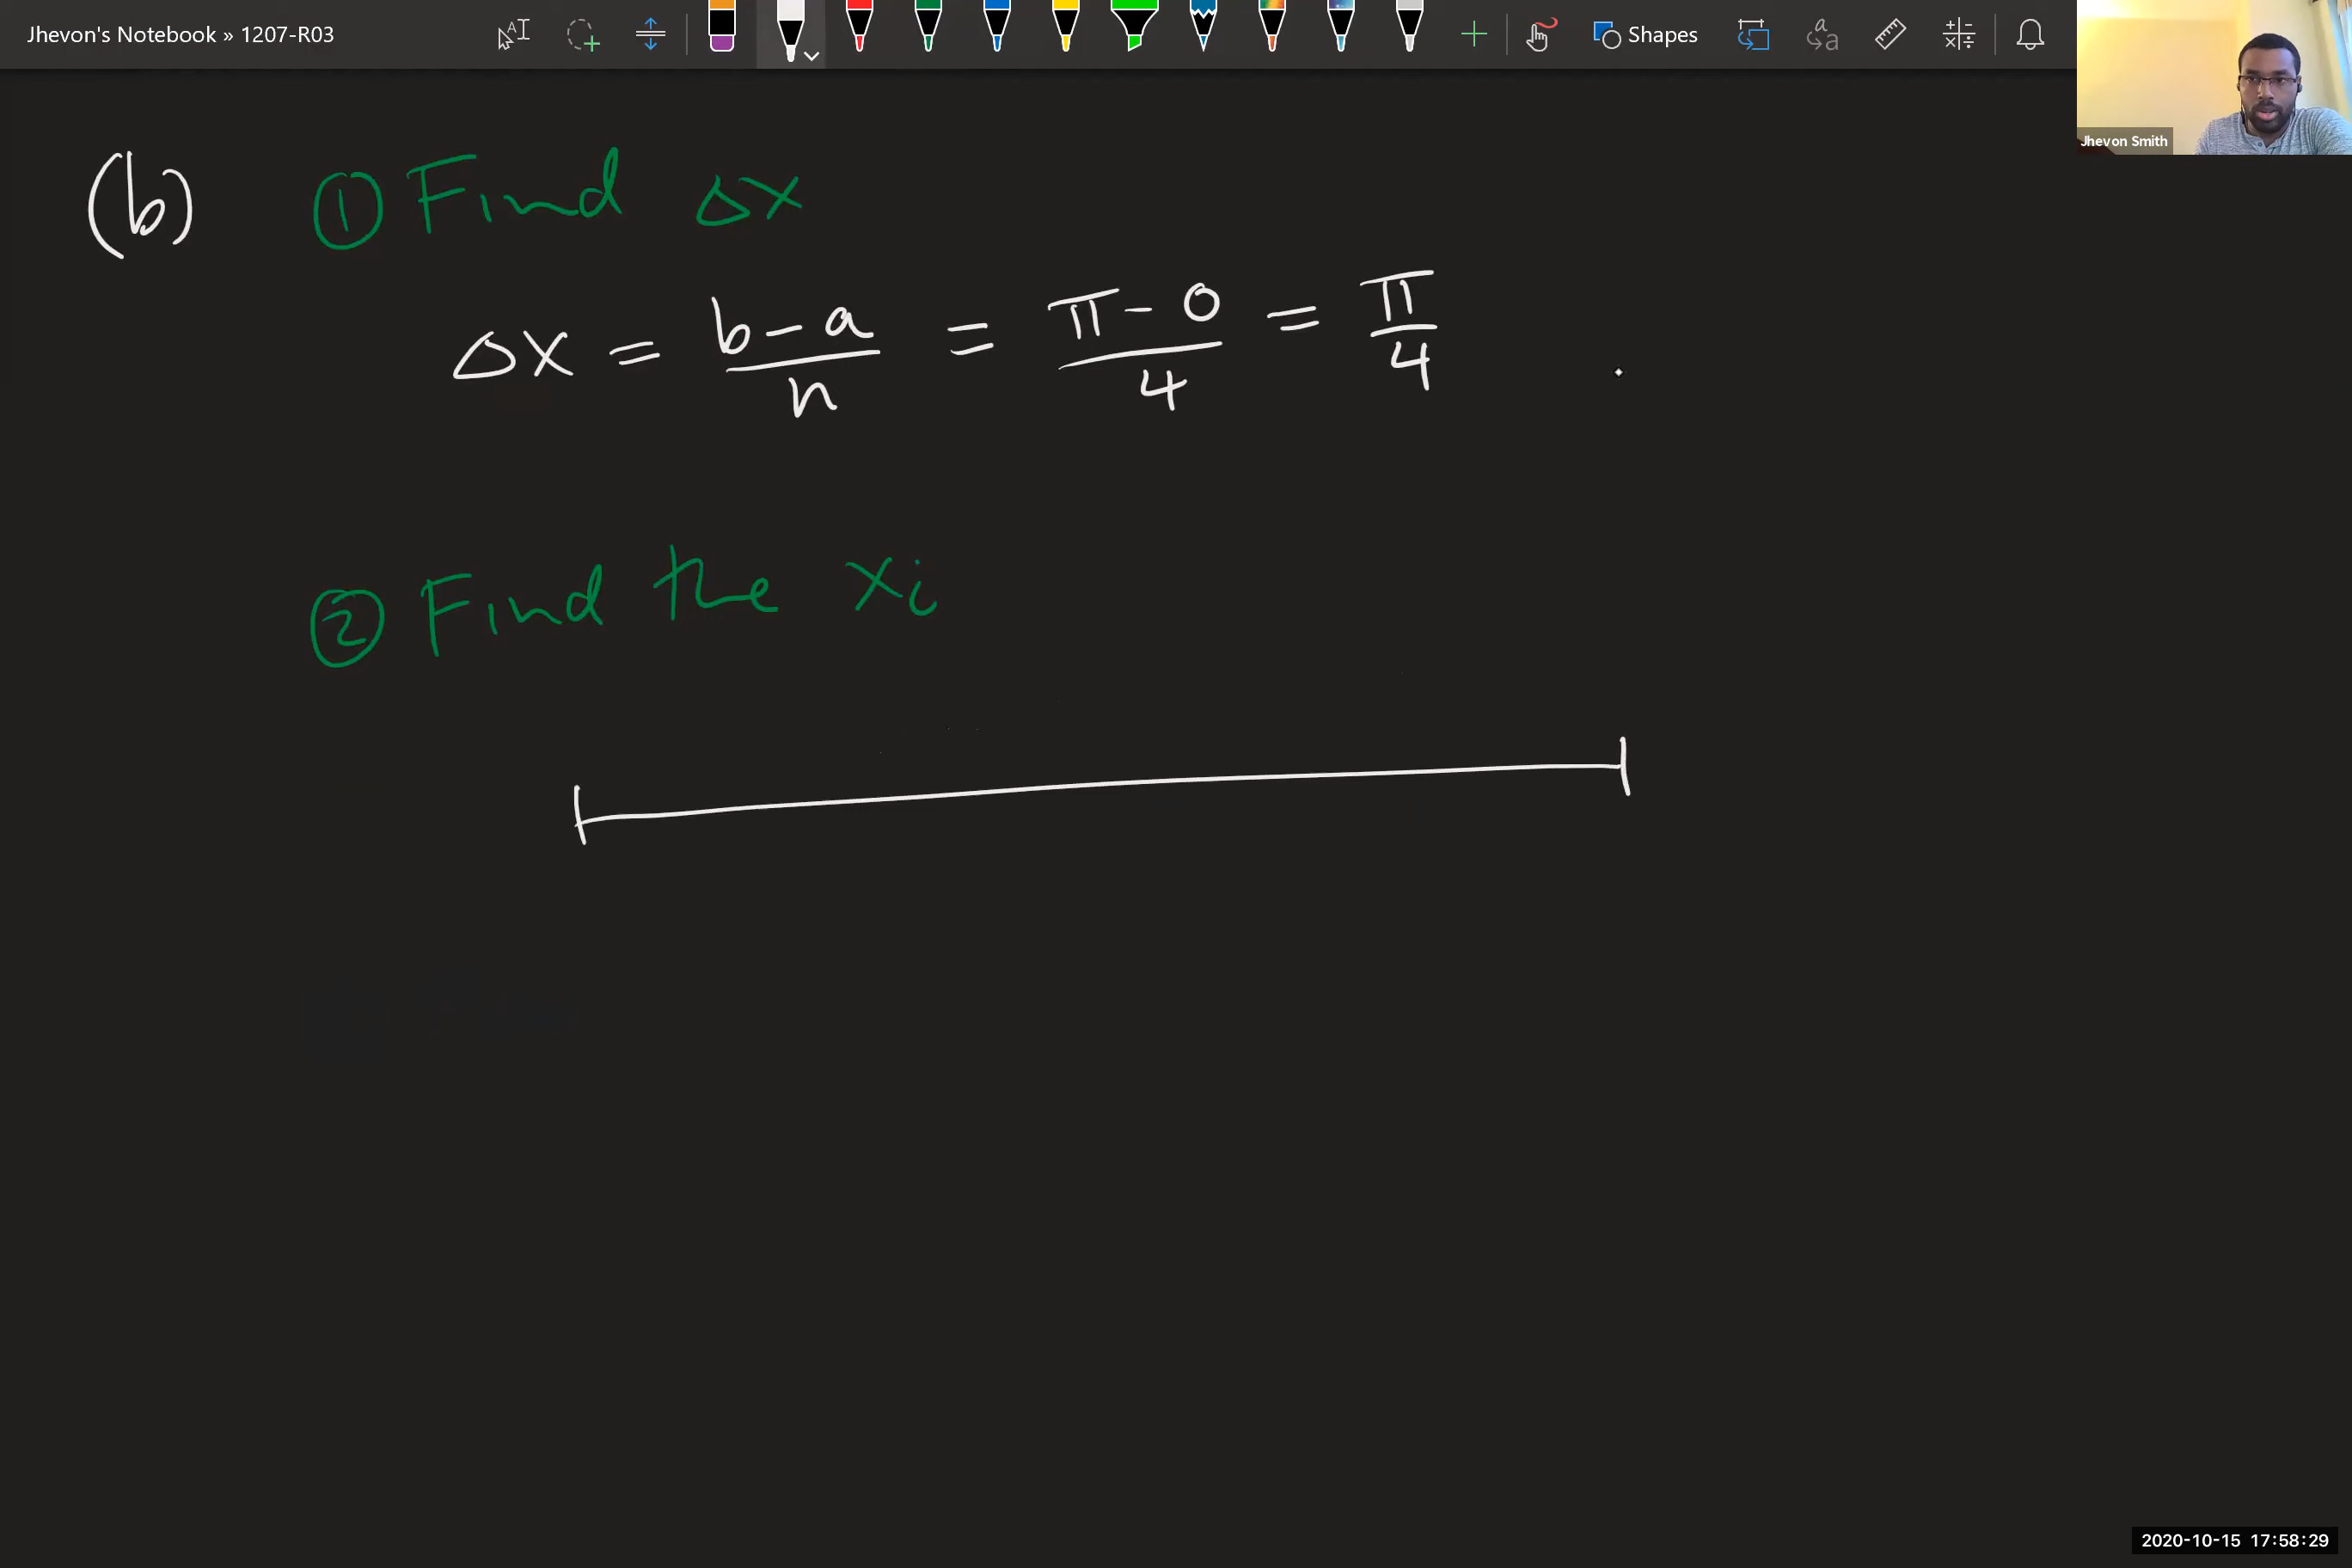 Jhevon's Notebook » 1207-R03
Shapes
Jhevon Smith
(b) ① Find Δx
Δx = b-a/n = π-0/4 = π/4
② Find the xi
2020-10-15 17:58:29